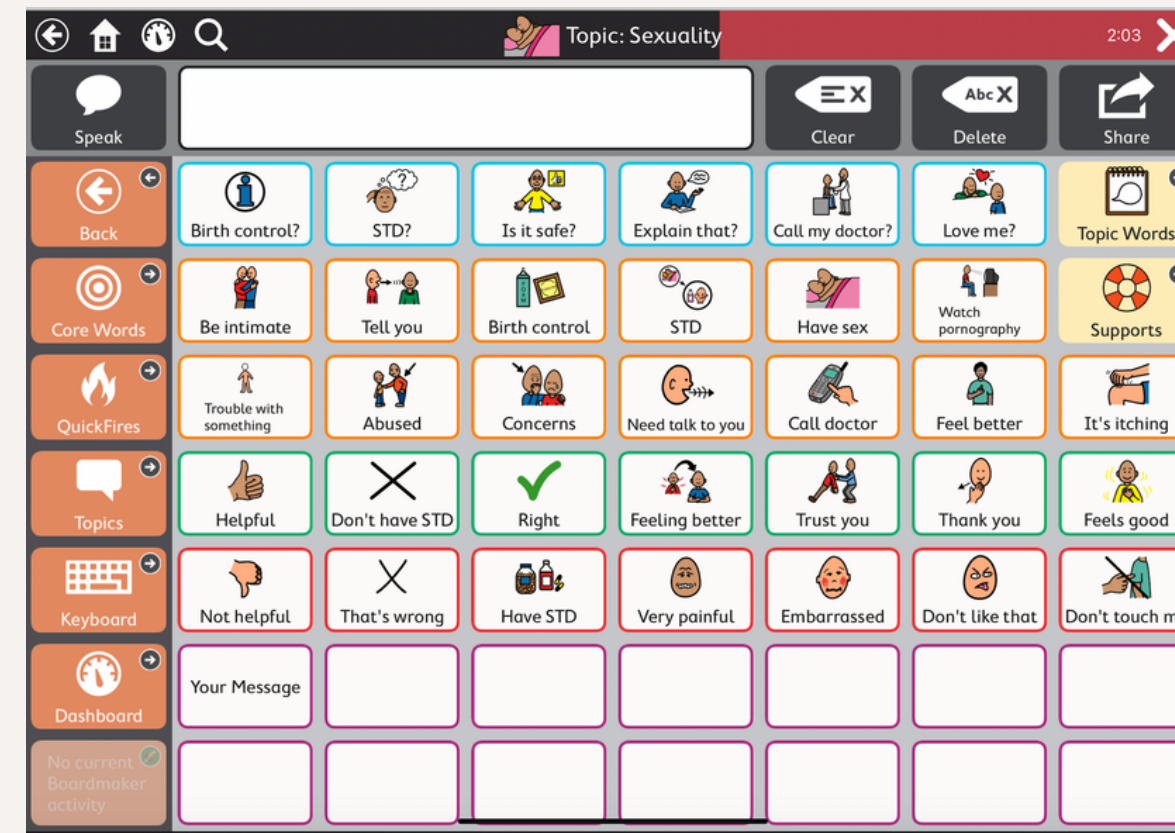 Topic: Sexuality
2:03
Speak
Abc X
Clear
Delete
Share
Back
Birth control?
STD?
Is it safe?
Explain that?
Call my doctor?
Love me?
Topic Words
Core Words
Be intimate
Tell you
Birth control
STD
Have sex
Watch
pornography
Supports
QuickFires
Trouble with
something
Abused
Concerns
Need talk to you
Call doctor
Feel better
It's itching
Topics
Helpful
Don't have STD
Right
Feeling better
Trust you
Thank you
Feels good
Keyboard
Not helpful
That's wrong
Have STD
Very painful
Embarrassed
Don't like that
Don't touch m
Dashboard
Your Message
No current
Boardmaker
activity